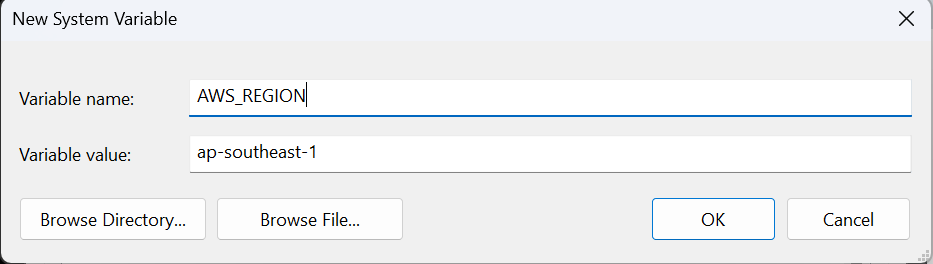 New System Variable
Variable name: AWS_REGION
Variable value: ap-southeast-1
Browse Directory... Browse File... OK Cancel